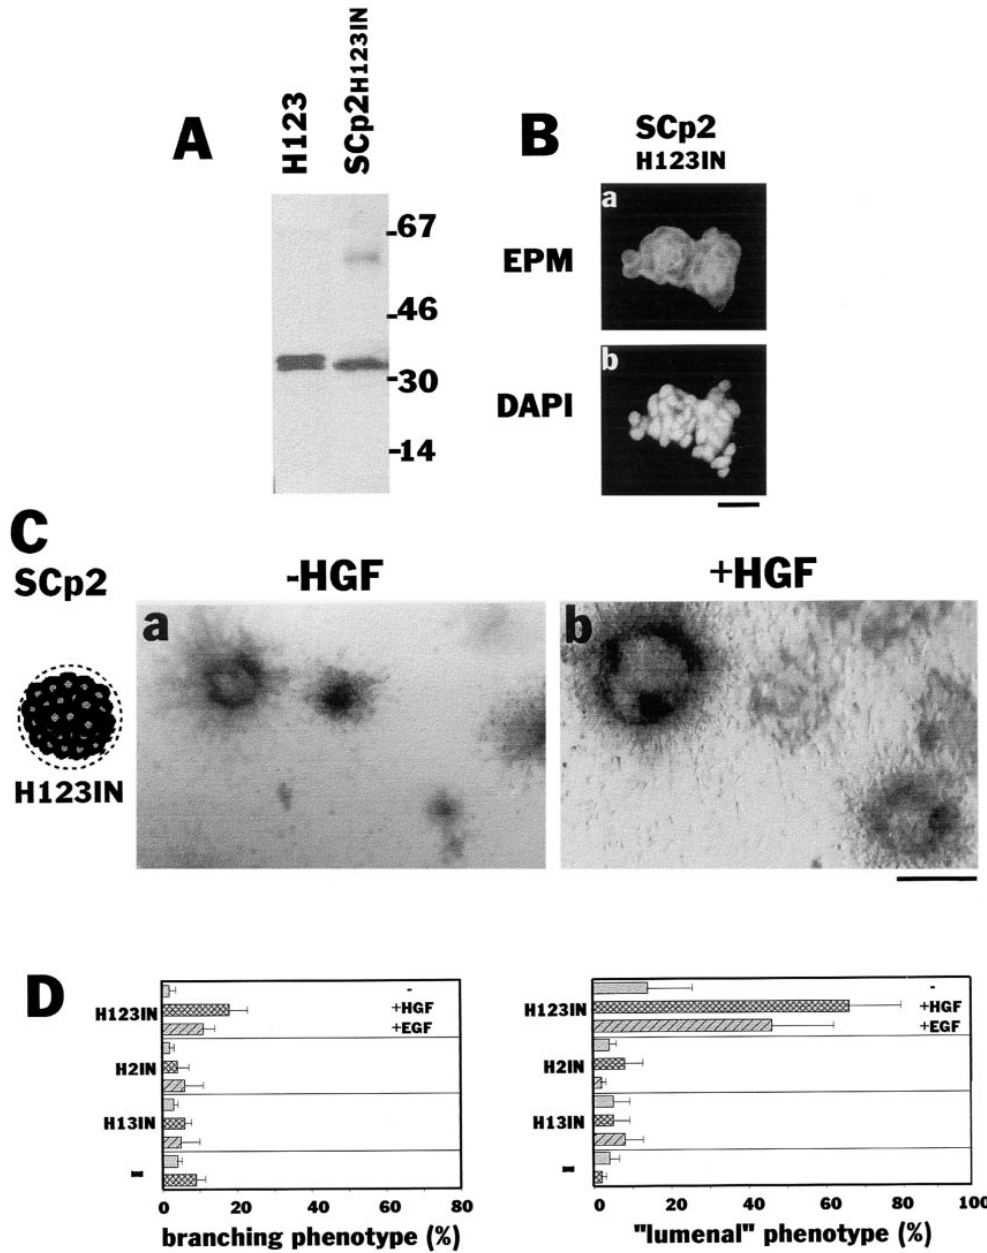 A
H123
SCp2H123IN
-67
-46
-30
-14
B
SCp2
H123IN
a
EPM
b
DAPI
C
SCp2
-HGF
+HGF
a
b
H123IN
D
H123IN
-
+HGF
+EGF
H2IN
H13IN
-
0 20 40 60 80
branching phenotype (%)
H123IN
-
+HGF
+EGF
H2IN
H13IN
-
0 20 40 60 80 100
"lumenal" phenotype (%)